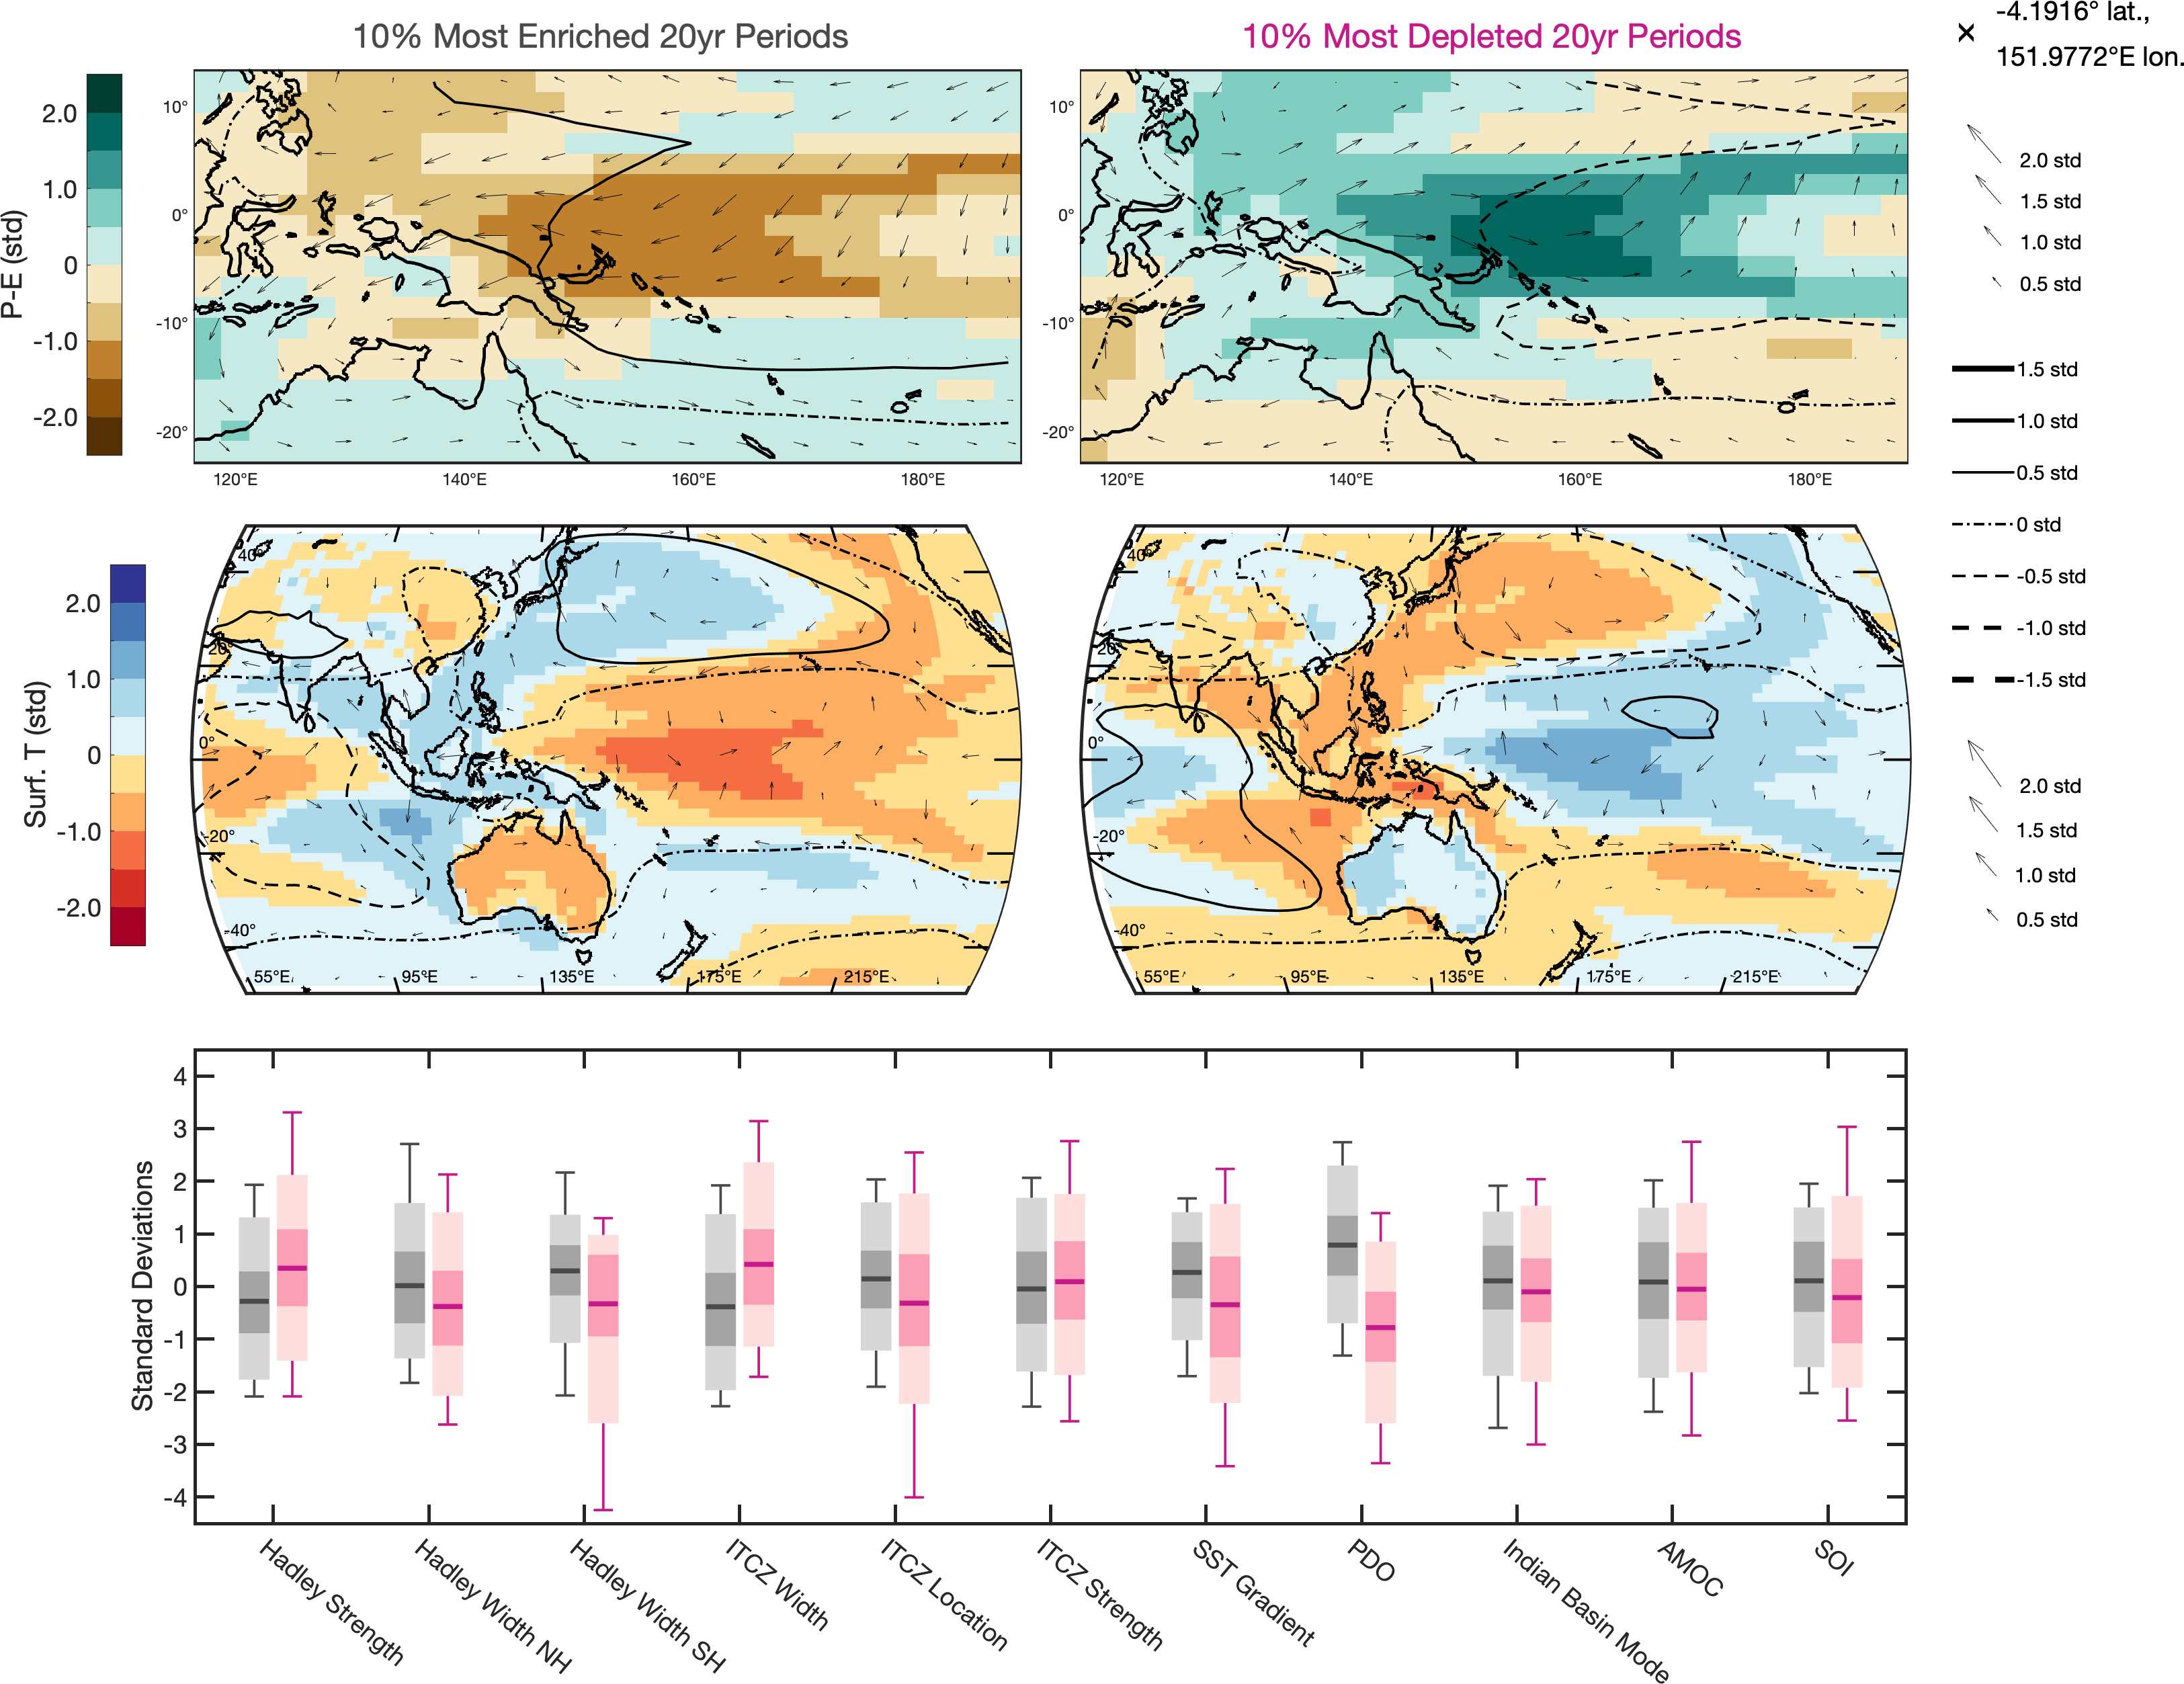 10% Most Enriched 20yr Periods
10% Most Depleted 20yr Periods
-4.1916° lat.,
151.9772°E lon.
P-E (std)
2.0
1.0
0
-1.0
-2.0
10°
0°
-10°
-20°
120°E
140°E
160°E
180°E
10°
0°
-10°
-20°
120°E
140°E
160°E
180°E
2.0 std
1.5 std
1.0 std
0.5 std
1.5 std
1.0 std
0.5 std
0 std
-0.5 std
-1.0 std
-1.5 std
Surf. T (std)
2.0
1.0
0
-1.0
-2.0
40°
20°
0°
-20°
-40°
55°E
95°E
135°E
175°E
215°E
40°
20°
0°
-20°
-40°
55°E
95°E
135°E
175°E
215°E
2.0 std
1.5 std
1.0 std
0.5 std
Standard Deviations
4
3
2
1
0
-1
-2
-3
-4
Hadley Strength
Hadley Width NH
Hadley Width SH
ITCZ Width
ITCZ Location
ITCZ Strength
SST Gradient
PDO
Indian Basin Mode
AMOC
SOI